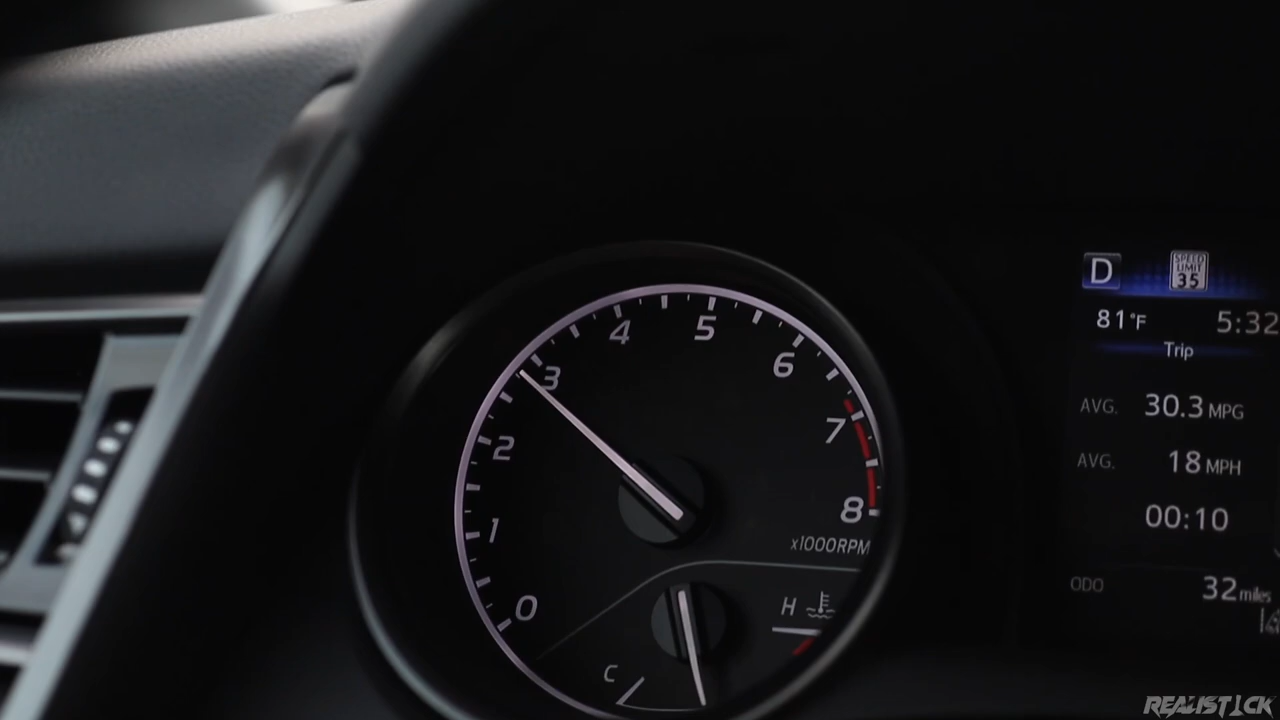 D
SPEED LIMIT 35
81°F
5:32
Trip
AVG. 30.3 MPG
AVG. 18 MPH
00:10
ODO 32 miles
0
1
2
3
4
5
6
7
8
x1000RPM
H
C
REALISTICK